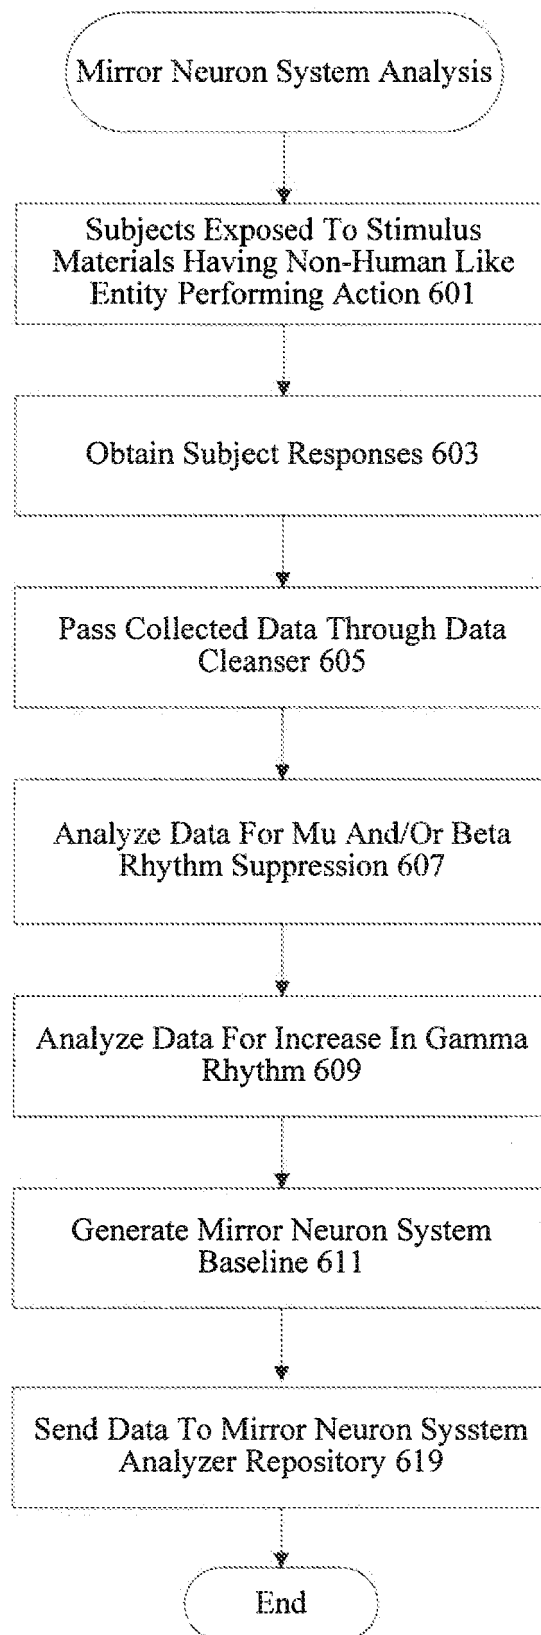 Mirror Neuron System Analysis
Subjects Exposed To Stimulus
Materials Having Non-Human Like
Entity Performing Action 601
Obtain Subject Responses 603
Pass Collected Data Through Data
Cleanser 605
Analyze Data For Mu And/Or Beta
Rhythm Suppression 607
Analyze Data For Increase In Gamma
Rhythm 609
Generate Mirror Neuron System
Baseline 611
Send Data To Mirror Neuron Sysstem
Analyzer Repository 619
End